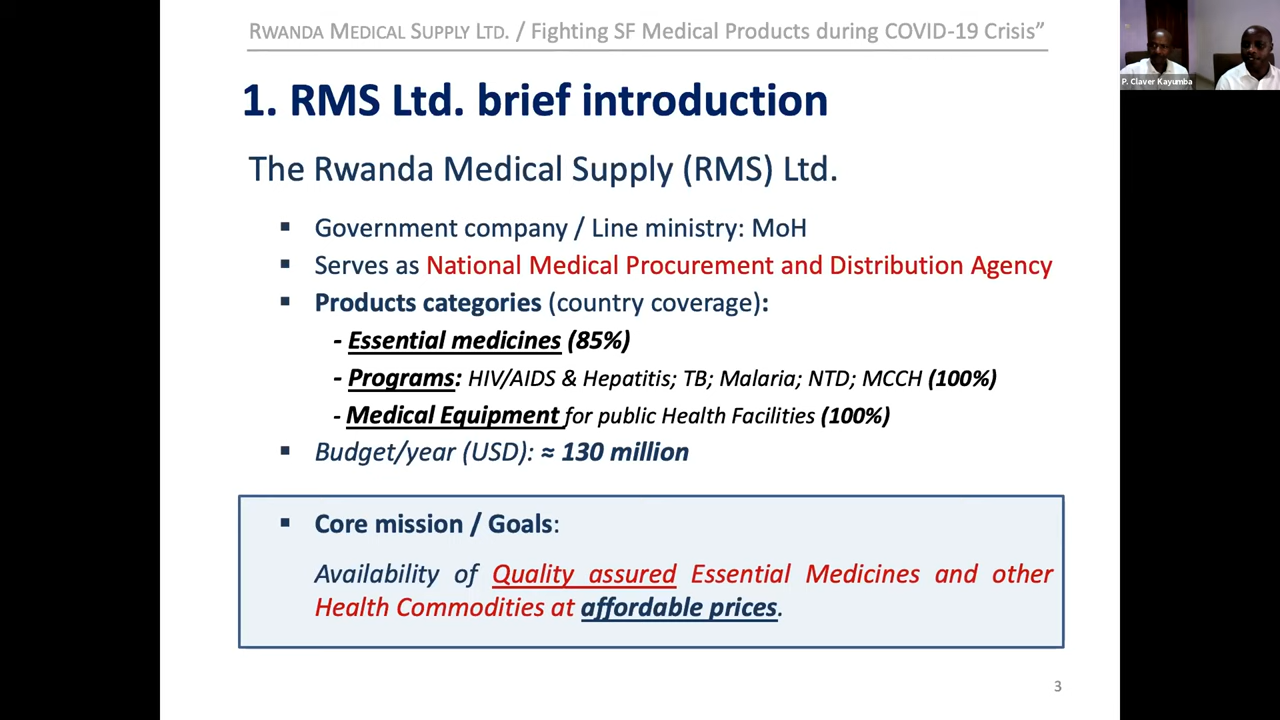 RWANDA MEDICAL SUPPLY LTD. / Fighting SF Medical Products during COVID-19 Crisis”
P. Claver Kayumba
1. RMS Ltd. brief introduction
The Rwanda Medical Supply (RMS) Ltd.
▪ Government company / Line ministry: MoH
▪ Serves as National Medical Procurement and Distribution Agency
▪ Products categories (country coverage):
- Essential medicines (85%)
- Programs: HIV/AIDS & Hepatitis; TB; Malaria; NTD; MCCH (100%)
- Medical Equipment for public Health Facilities (100%)
▪ Budget/year (USD): ≈ 130 million
▪ Core mission / Goals:
Availability of Quality assured Essential Medicines and other
Health Commodities at affordable prices.
3